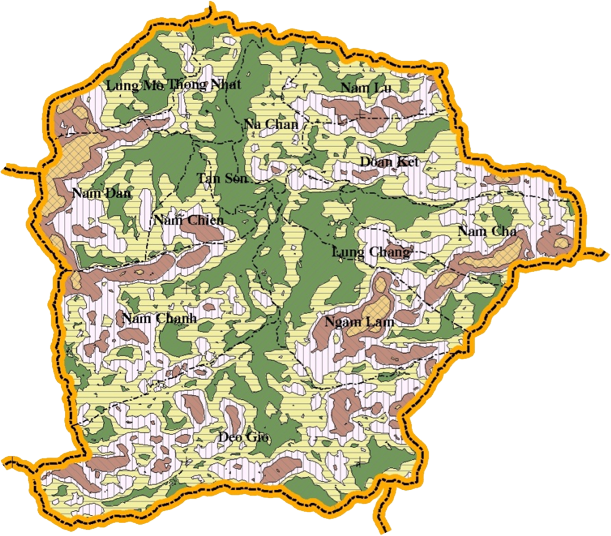 Lung Mo Thong Nhat
Nam Lu
Na Chan
Doan Ket
Tan Son
Nam Dan
Nam Chien
Nam Cha
Lung Chang
Nam Chanh
Ngam Lam
Deo Gio